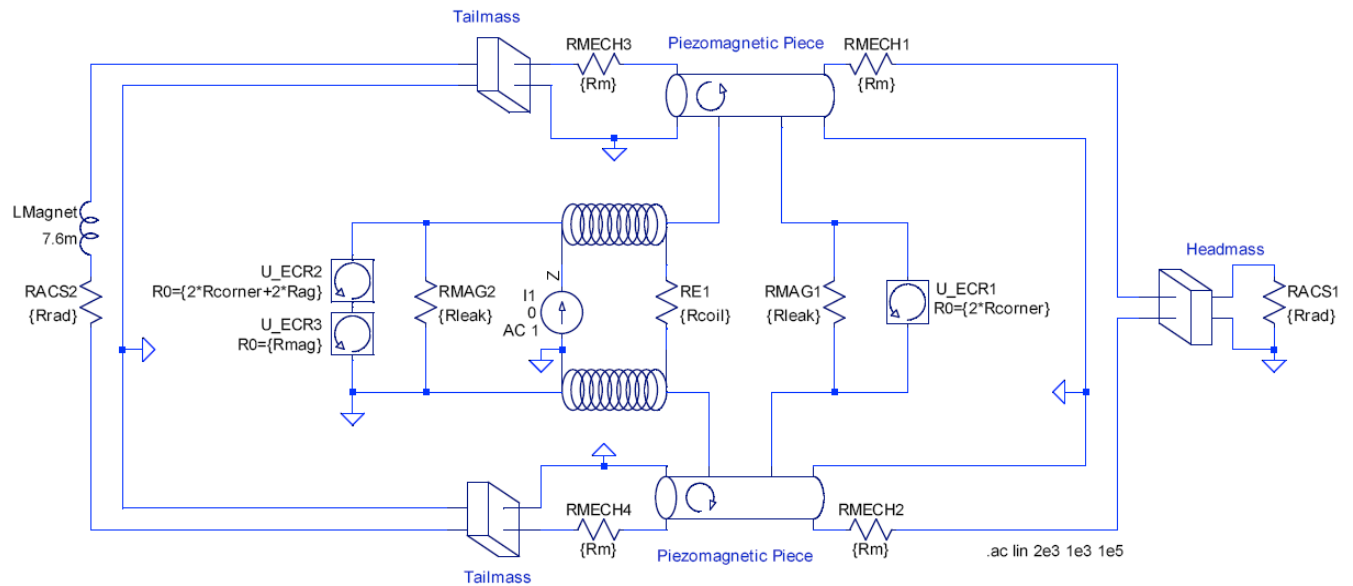 Tailmass
RMECH3
{Rm}
Piezomagnetic Piece
RMECH1
{Rm}
LMagnet
7.6m
RACS2
{Rrad}
U_ECR2
R0={2*Rcorner+2*Rag}
U_ECR3
R0={Rmag}
RMAG2
{Rleak}
Z
I1
0
AC 1
RE1
{Rcoil}
RMAG1
{Rleak}
U_ECR1
R0={2*Rcorner}
Headmass
RACS1
{Rrad}
RMECH4
{Rm}
Tailmass
Piezomagnetic Piece
RMECH2
{Rm}
.ac lin 2e3 1e3 1e5